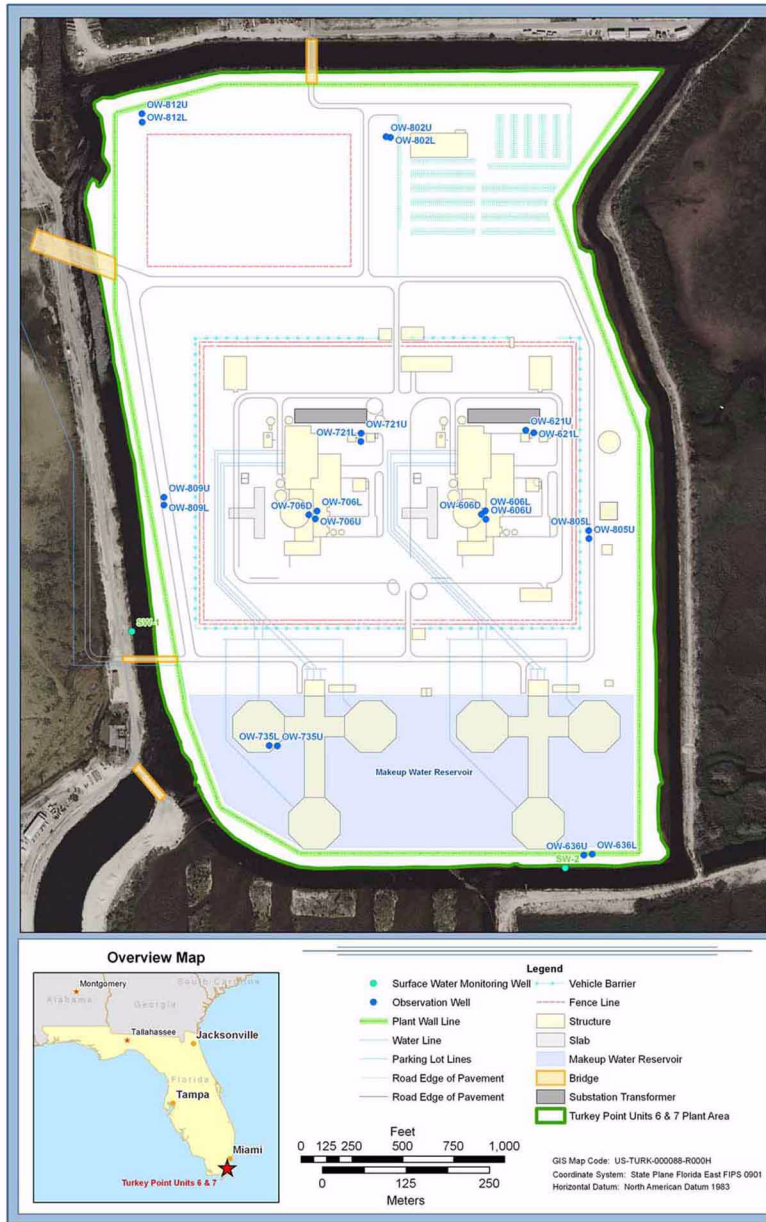 OW-812U
OW-812L
OW-802U
OW-802L
OW-721U
OW-721L
OW-621U
OW-621L
OW-809U
OW-809L
OW-706L
OW-706D
OW-706U
OW-606L
OW-606D
OW-606U
OW-805L
OW-805U
SW-1
OW-735L OW-735U
Makeup Water Reservoir
OW-636U OW-636L
SW-2
Overview Map
Montgomery
Alabama
Georgia
South Carolina
Tallahassee
Jacksonville
Florida
Tampa
Miami
Turkey Point Units 6 & 7
Legend
Surface Water Monitoring Well
Observation Well
Plant Wall Line
Water Line
Parking Lot Lines
Road Edge of Pavement
Road Edge of Pavement
Vehicle Barrier
Fence Line
Structure
Slab
Makeup Water Reservoir
Bridge
Substation Transformer
Turkey Point Units 6 & 7 Plant Area
Feet
0 125 250 500 750 1,000
0 125 250
Meters
GIS Map Code: US-TURK-000088-R000H
Coordinate System: State Plane Florida East FIPS 0901
Horizontal Datum: North American Datum 1983